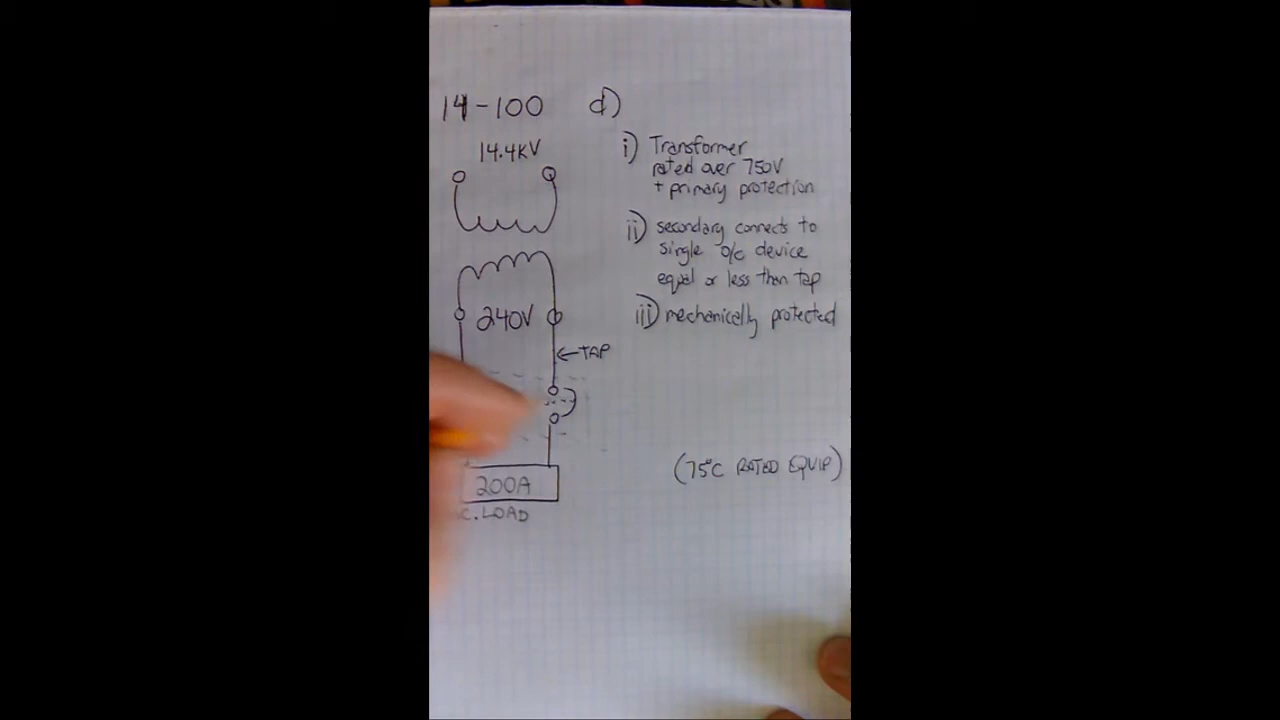 14-100 d)
14.4kV
i) Transformer
rated over 750V
+ primary protection
ii) secondary connects to
single o/c device
equal or less than tap
iii) mechanically protected
240V
←TAP
(75°C RATED EQUIP)
200A
C. LOAD